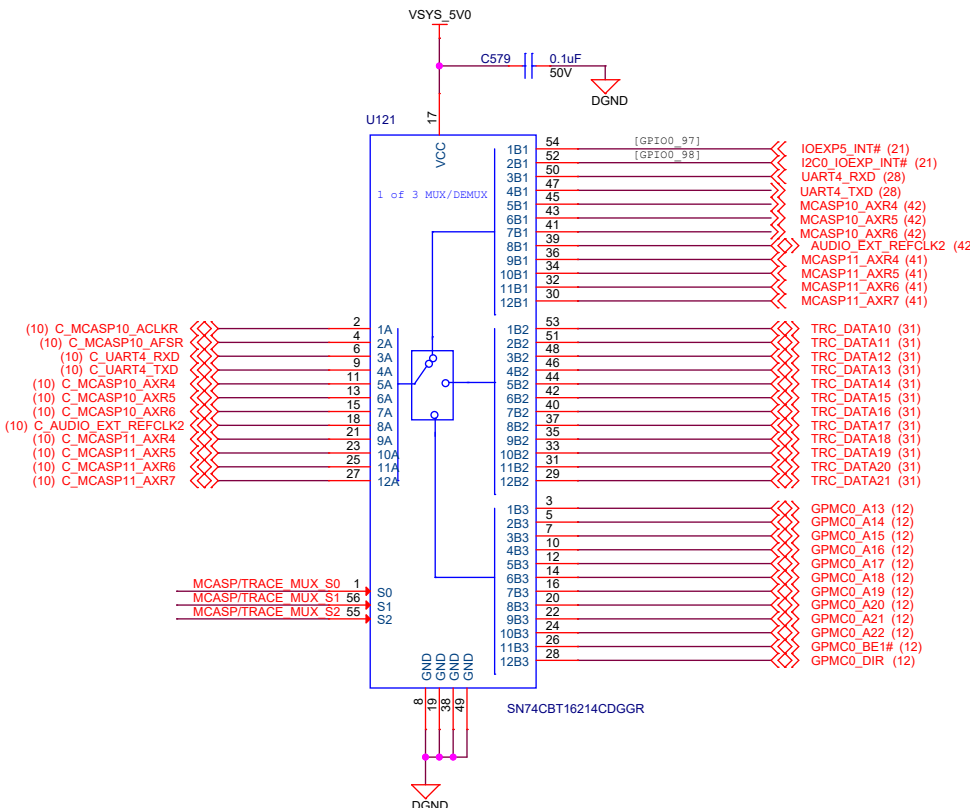 VSYS_5V0
C579 0.1uF
50V
DGND
U121
17
VCC
1 of 3 MUX/DEMUX
1B1 54 [GPIO0_97] IOEXP5_INT# (21)
2B1 52 [GPIO0_98] I2C0_IOEXP_INT# (21)
3B1 50 UART4_RXD (28)
4B1 47 UART4_TXD (28)
5B1 45 MCASP10_AXR4 (42)
6B1 43 MCASP10_AXR5 (42)
7B1 41 MCASP10_AXR6 (42)
8B1 39 AUDIO_EXT_REFCLK2 (42
9B1 36 MCASP11_AXR4 (41)
10B1 34 MCASP11_AXR5 (41)
11B1 32 MCASP11_AXR6 (41)
12B1 30 MCASP11_AXR7 (41)
(10) C_MCASP10_ACLKR 2 1A 1B2 53 TRC_DATA10 (31)
(10) C_MCASP10_AFSR 4 2A 2B2 51 TRC_DATA11 (31)
(10) C_UART4_RXD 6 3A 3B2 48 TRC_DATA12 (31)
(10) C_UART4_TXD 9 4A 4B2 46 TRC_DATA13 (31)
(10) C_MCASP10_AXR4 11 5A 5B2 44 TRC_DATA14 (31)
(10) C_MCASP10_AXR5 13 6A 6B2 42 TRC_DATA15 (31)
(10) C_MCASP10_AXR6 15 7A 7B2 40 TRC_DATA16 (31)
(10) C_AUDIO_EXT_REFCLK2 18 8A 8B2 37 TRC_DATA17 (31)
(10) C_MCASP11_AXR4 21 9A 9B2 35 TRC_DATA18 (31)
(10) C_MCASP11_AXR5 23 10A 10B2 33 TRC_DATA19 (31)
(10) C_MCASP11_AXR6 25 11A 11B2 31 TRC_DATA20 (31)
(10) C_MCASP11_AXR7 27 12A 12B2 29 TRC_DATA21 (31)
1B3 3 GPMC0_A13 (12)
2B3 5 GPMC0_A14 (12)
3B3 7 GPMC0_A15 (12)
4B3 10 GPMC0_A16 (12)
5B3 12 GPMC0_A17 (12)
6B3 14 GPMC0_A18 (12)
MCASP/TRACE_MUX_S0 1 S0 7B3 16 GPMC0_A19 (12)
MCASP/TRACE_MUX_S1 56 S1 8B3 20 GPMC0_A20 (12)
MCASP/TRACE_MUX_S2 55 S2 9B3 22 GPMC0_A21 (12)
10B3 24 GPMC0_A22 (12)
11B3 26 GPMC0_BE1# (12)
12B3 28 GPMC0_DIR (12)
GND GND GND GND
8 19 38 49
SN74CBT16214CDGGR
DGND